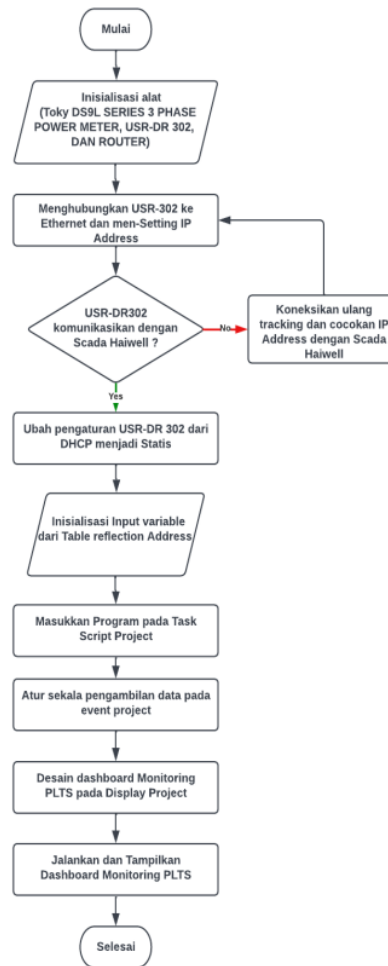 Mulai
Inisialisasi alat
(Toky DS9L SERIES 3 PHASE
POWER METER, USR-DR 302,
DAN ROUTER)
Menghubungkan USR-302 ke
Ethernet dan men-Setting IP
Address
USR-DR302
komunikasikan dengan
Scada Haiwell ?
No
Koneksikan ulang
tracking dan cocokan IP
Address dengan Scada
Haiwell
Yes
Ubah pengaturan USR-DR 302 dari
DHCP menjadi Statis
Inisialisasi Input variable
dari Table reflection Address
Masukkan Program pada Task
Script Project
Atur sekala pengambilan data pada
event project
Desain dashboard Monitoring
PLTS pada Display Project
Jalankan dan Tampilkan
Dashboard Monitoring PLTS
Selesai